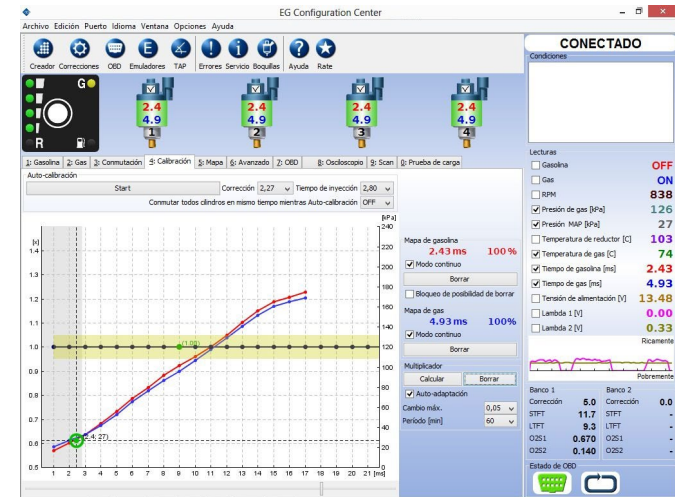 EG Configuration Center
Archivo Edición Puerto Idioma Ventana Opciones Ayuda
Creador Correcciones OBD Emuladores TAP Errores Servicio Boquillas Ayuda Rate
CONECTADO
Condiciones
G
R
2.4 2.4 2.4 2.4
4.9 4.9 4.9 4.9
1 2 3 4
1: Gasolina 2: Gas 3: Conmutación 4: Calibración 5: Mapa 6: Avanzado 7: OBD 8: Osciloscopio 9: Scan 0: Prueba de carga
Auto-calibración
Start Corrección 2,27 Tiempo de inyección 2,80
Conmutar todos cilindros en mismo tiempo mientras Auto-calibración OFF
[x]
1.4
1.3
1.2
1.1
1.0
0.9
0.8
0.7
0.6
0.5
(1.00)
(2.4; 27)
1 2 3 4 5 6 7 8 9 10 11 12 13 14 15 16 17 18 19 20 21 [ms]
[kPa]
240
220
200
180
160
140
120
100
80
60
40
20
0
Mapa de gasolina
2.43 ms 100%
Modo continuo
Borrar
Bloqueo de posibilidad de borrar
Mapa de gas
4.93 ms 100%
Modo continuo
Borrar
Multiplicador
Calcular Borrar
Auto-adaptación
Cambio máx. 0,05
Período [min] 60
Lecturas
Gasolina OFF
Gas ON
RPM 838
Presión de gas [kPa] 126
Presión MAP [kPa] 27
Temperatura de reductor [C] 103
Temperatura de gas [C] 74
Tiempo de gasolina [ms] 2.43
Tiempo de gas [ms] 4.93
Tensión de alimentación [V] 13.48
Lambda 1 [V] 0.00
Lambda 2 [V] 0.33
Ricamente
Pobremente
Banco 1 Banco 2
Corrección 5.0 Corrección 0.0
STFT 11.7 STFT -
LTFT 9.3 LTFT -
O2S1 0.670 O2S1 -
O2S2 0.140 O2S2 -
Estado de OBD